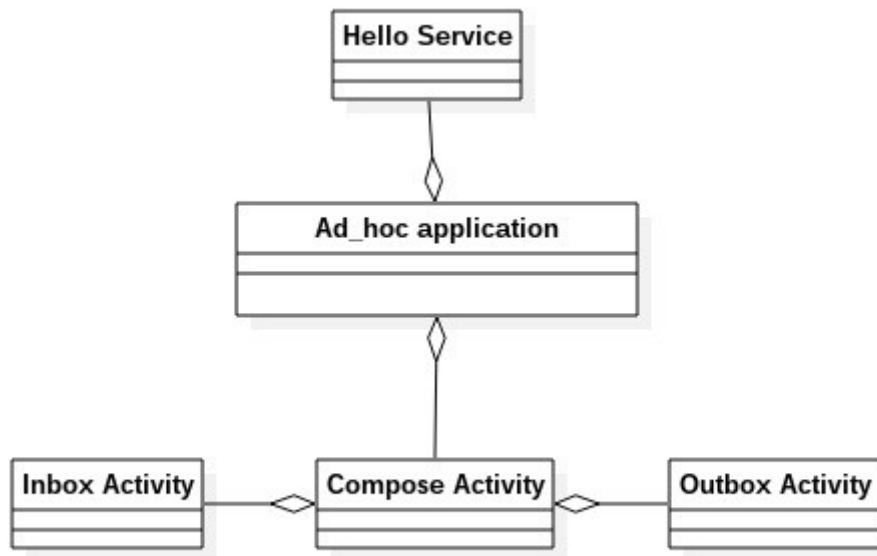 Hello Service
Ad_hoc application
Inbox Activity
Compose Activity
Outbox Activity